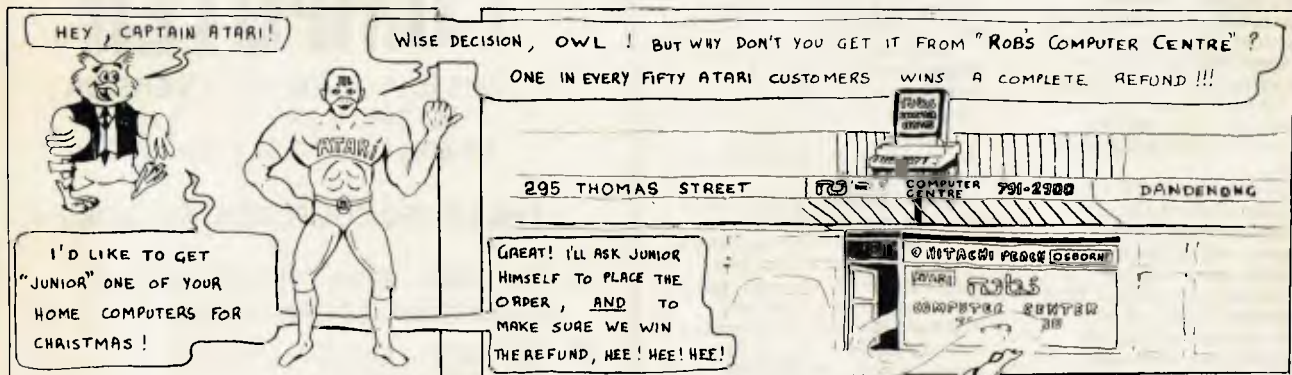 HEY, CAPTAIN ATARI!
WISE DECISION, OWL ! BUT WHY DON'T YOU GET IT FROM "ROB'S COMPUTER CENTRE" ?
ONE IN EVERY FIFTY ATARI CUSTOMERS WINS A COMPLETE REFUND !!!
ATARI
I'D LIKE TO GET
"JUNIOR" ONE OF YOUR
HOME COMPUTERS FOR
CHRISTMAS !
GREAT! I'LL ASK JUNIOR
HIMSELF TO PLACE THE
ORDER, AND TO
MAKE SURE WE WIN
THE REFUND, HEE! HEE! HEE!
295 THOMAS STREET
COMPUTER
CENTRE
791-2900
DANDENONG
HITACHI PEACH OSBORNE
ATARI robs
COMPUTER CENTER